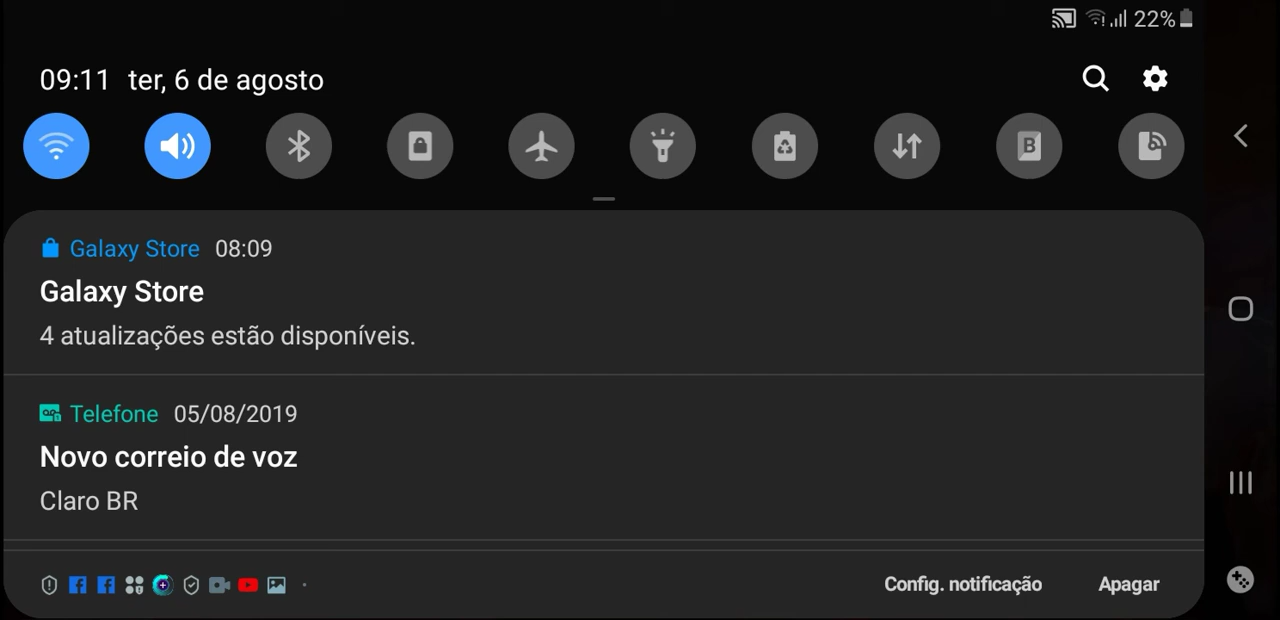 22%
09:11 ter, 6 de agosto
Galaxy Store 08:09
Galaxy Store
4 atualizações estão disponíveis.
Telefone 05/08/2019
Novo correio de voz
Claro BR
Config. notificação Apagar